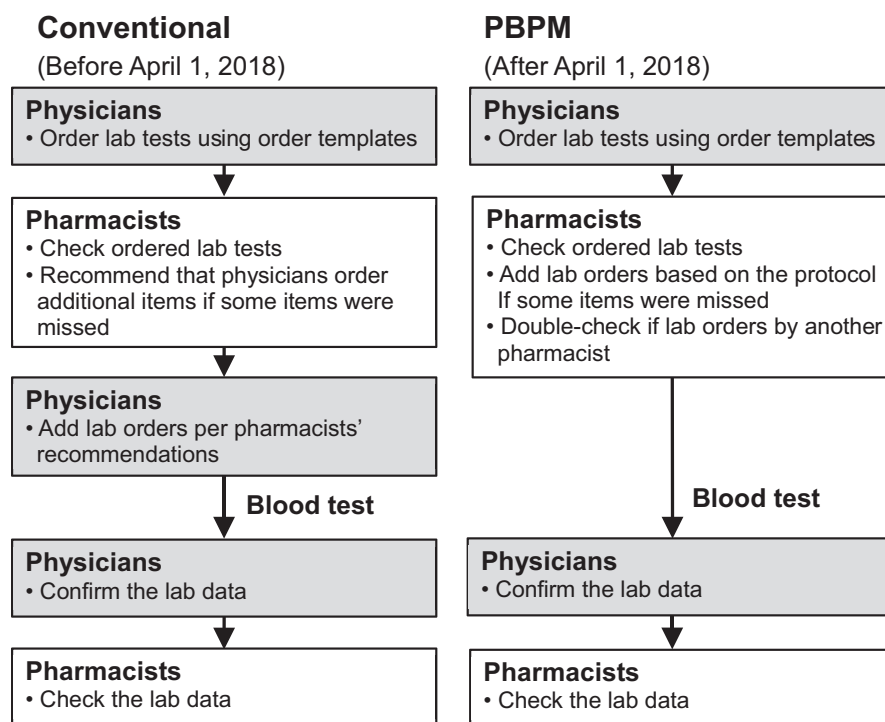 Conventional
(Before April 1, 2018)
Physicians
• Order lab tests using order templates
Pharmacists
• Check ordered lab tests
• Recommend that physicians order
additional items if some items were
missed
Physicians
• Add lab orders per pharmacists’
recommendations
Blood test
Physicians
• Confirm the lab data
Pharmacists
• Check the lab data
PBPM
(After April 1, 2018)
Physicians
• Order lab tests using order templates
Pharmacists
• Check ordered lab tests
• Add lab orders based on the protocol
If some items were missed
• Double-check if lab orders by another
pharmacist
Blood test
Physicians
• Confirm the lab data
Pharmacists
• Check the lab data